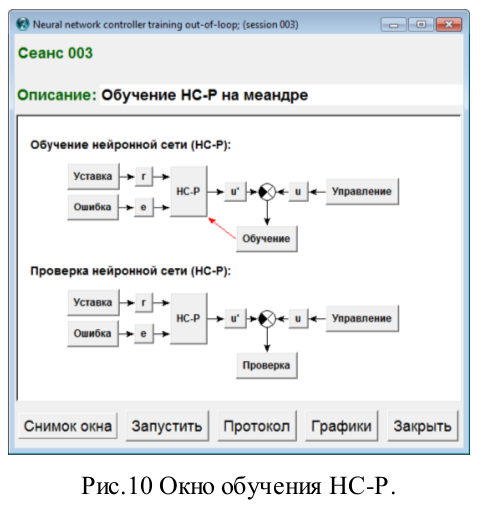 Neural network controller training out-of-loop; (session 003)
Сеанс 003
Описание: Обучение НС-Р на меандре
Обучение нейронной сети (НС-Р):
Уставка r НС-Р u' u Управление
Ошибка e
Обучение
Проверка нейронной сети (НС-Р):
Уставка r НС-Р u' u Управление
Ошибка e
Проверка
Снимок окна Запустить Протокол Графики Закрыть
Рис.10 Окно обучения НС-Р.